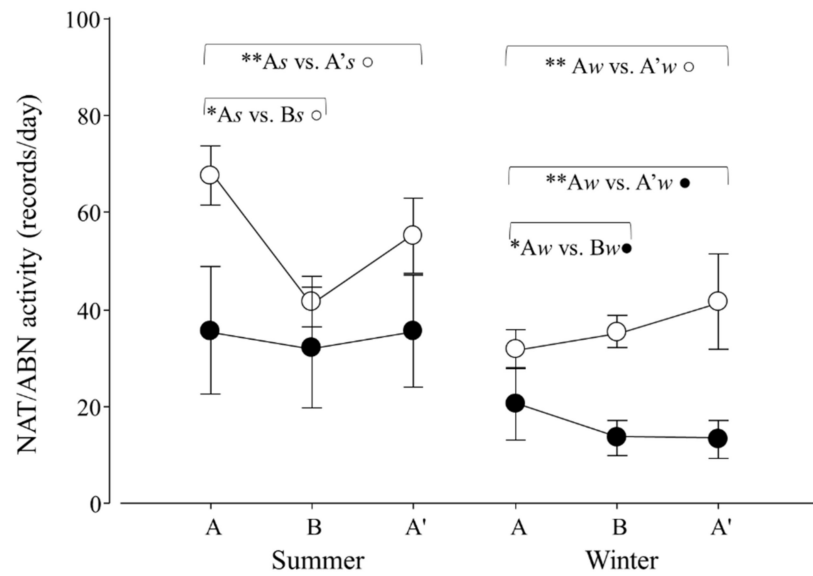 NAT/ABN activity (records/day)
100
80
60
40
20
0
**As vs. A's ○
*As vs. Bs ○
** Aw vs. A'w ○
**Aw vs. A'w ●
*Aw vs. Bw●
A B A' A B A'
Summer Winter